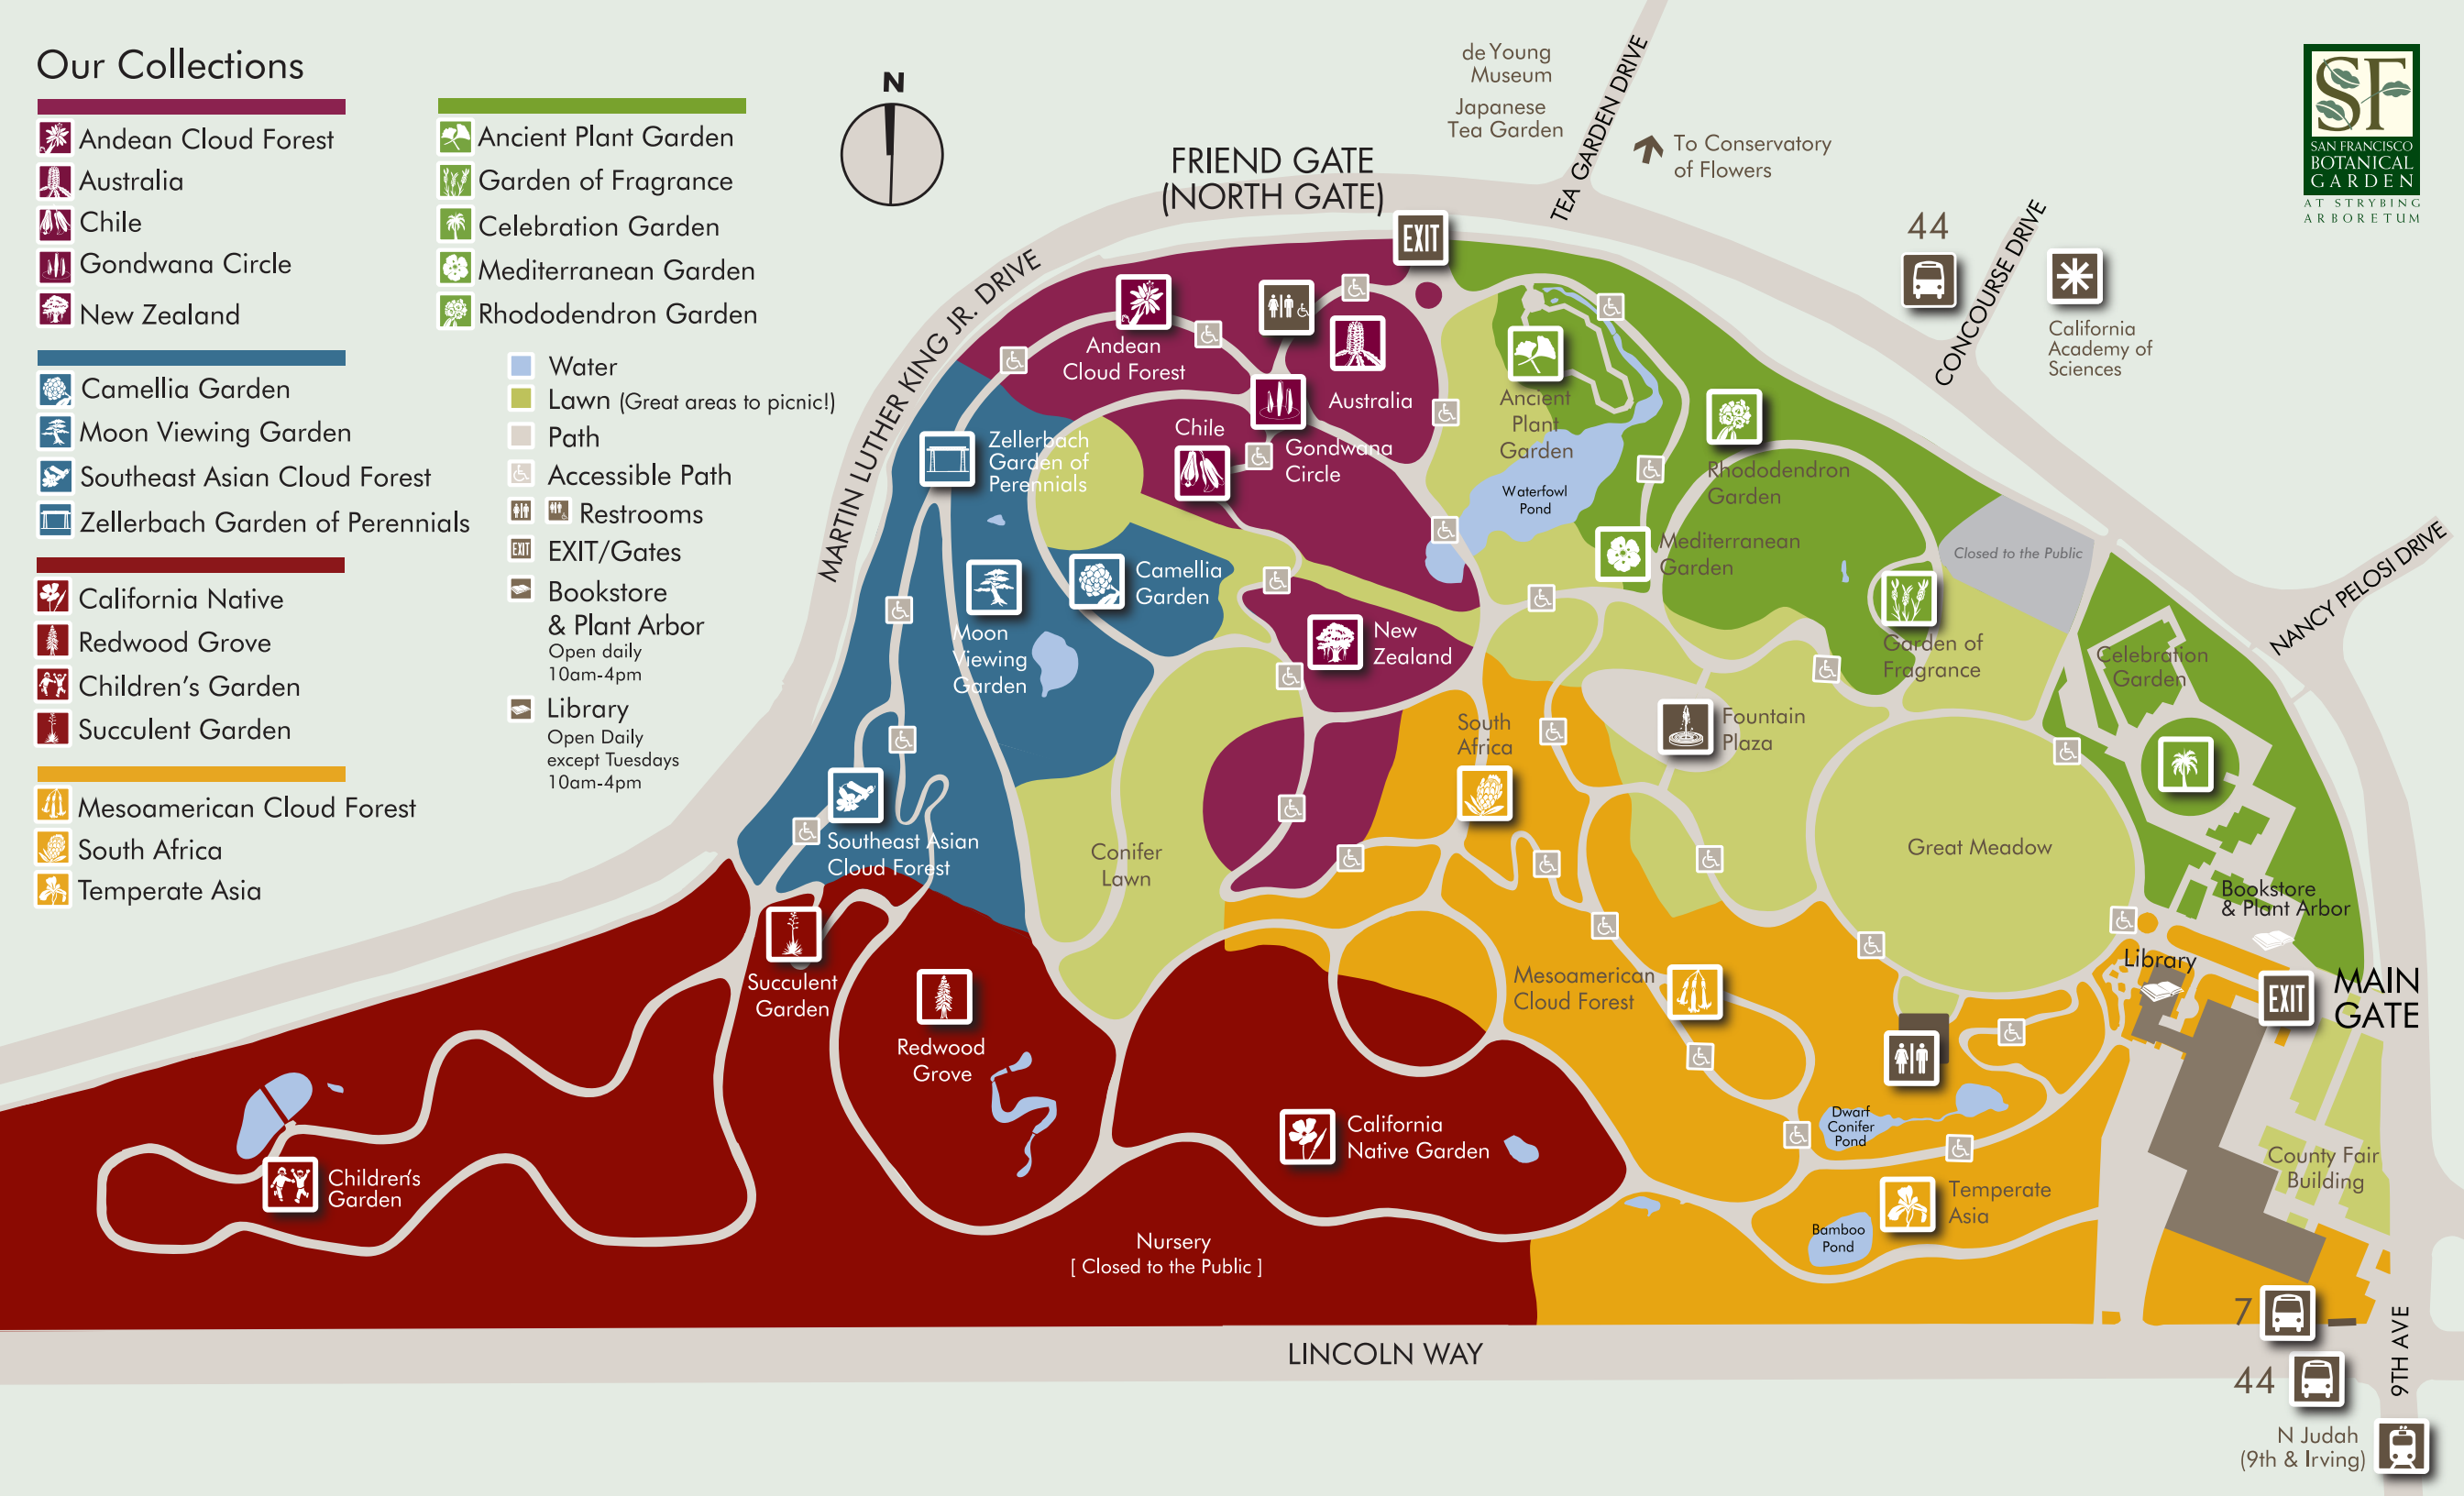 Our Collections
Andean Cloud Forest
Australia
Chile
Gondwana Circle
New Zealand
Camellia Garden
Moon Viewing Garden
Southeast Asian Cloud Forest
Zellerbach Garden of Perennials
California Native
Redwood Grove
Children's Garden
Succulent Garden
Mesoamerican Cloud Forest
South Africa
Temperate Asia
Ancient Plant Garden
Garden of Fragrance
Celebration Garden
Mediterranean Garden
Rhododendron Garden
Water
Lawn (Great areas to picnic!)
Path
Accessible Path
Restrooms
EXIT
EXIT/Gates
Bookstore
& Plant Arbor
Open daily
10am-4pm
Library
Open Daily
except Tuesdays
10am-4pm
N
FRIEND GATE
(NORTH GATE)
EXIT
de Young
Museum
Japanese
Tea Garden
TEA GARDEN DRIVE
To Conservatory
of Flowers
44
CONCOURSE DRIVE
California
Academy of
Sciences
SF
SAN FRANCISCO
BOTANICAL
GARDEN
AT STRYBING
ARBORETUM
MARTIN LUTHER KING JR. DRIVE
NANCY PELOSI DRIVE
Andean
Cloud Forest
Australia
Chile
Gondwana
Circle
Zellerbach
Garden of
Perennials
Ancient
Plant
Garden
Waterfowl
Pond
Rhododendron
Garden
Mediterranean
Garden
Closed to the Public
Camellia
Garden
Moon
Viewing
Garden
New
Zealand
Garden of
Fragrance
Celebration
Garden
South
Africa
Fountain
Plaza
Great Meadow
Southeast Asian
Cloud Forest
Conifer
Lawn
Bookstore
& Plant Arbor
Library
EXIT
MAIN
GATE
Succulent
Garden
Redwood
Grove
Mesoamerican
Cloud Forest
California
Native Garden
Dwarf
Conifer
Pond
County Fair
Building
Children's
Garden
Temperate
Asia
Bamboo
Pond
Nursery
[ Closed to the Public ]
LINCOLN WAY
7
44
9TH AVE
N Judah
(9th & Irving)